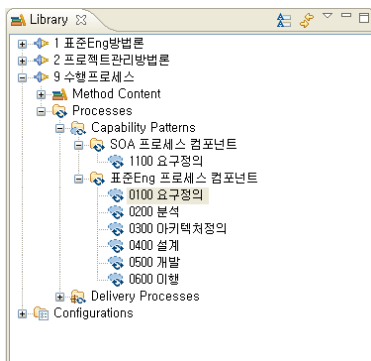 Library
1 표준Eng방법론
2 프로젝트관리방법론
9 수행프로세스
Method Content
Processes
Capability Patterns
SOA 프로세스 컴포넌트
1100 요구정의
표준Eng 프로세스 컴포넌트
0100 요구정의
0200 분석
0300 아키텍처정의
0400 설계
0500 개발
0600 이행
Delivery Processes
Configurations